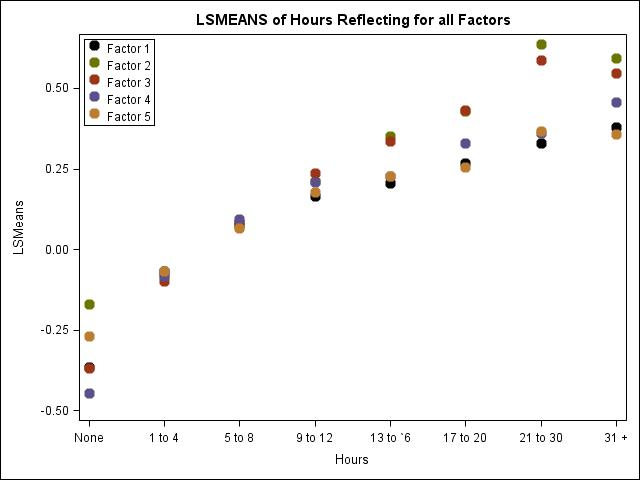 LSMEANS of Hours Reflecting for all Factors
Factor 1
Factor 2
Factor 3
Factor 4
Factor 5
0.50
0.25
0.00
-0.25
-0.50
LSMeans
None 1 to 4 5 to 8 9 to 12 13 to `6 17 to 20 21 to 30 31 +
Hours